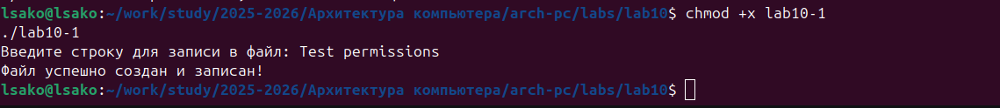 lsako@lsako:~/work/study/2025-2026/Архитектура компьютера/arch-pc/labs/lab10$ chmod +x lab10-1
./lab10-1
Введите строку для записи в файл: Test permissions
Файл успешно создан и записан!
lsako@lsako:~/work/study/2025-2026/Архитектура компьютера/arch-pc/labs/lab10$